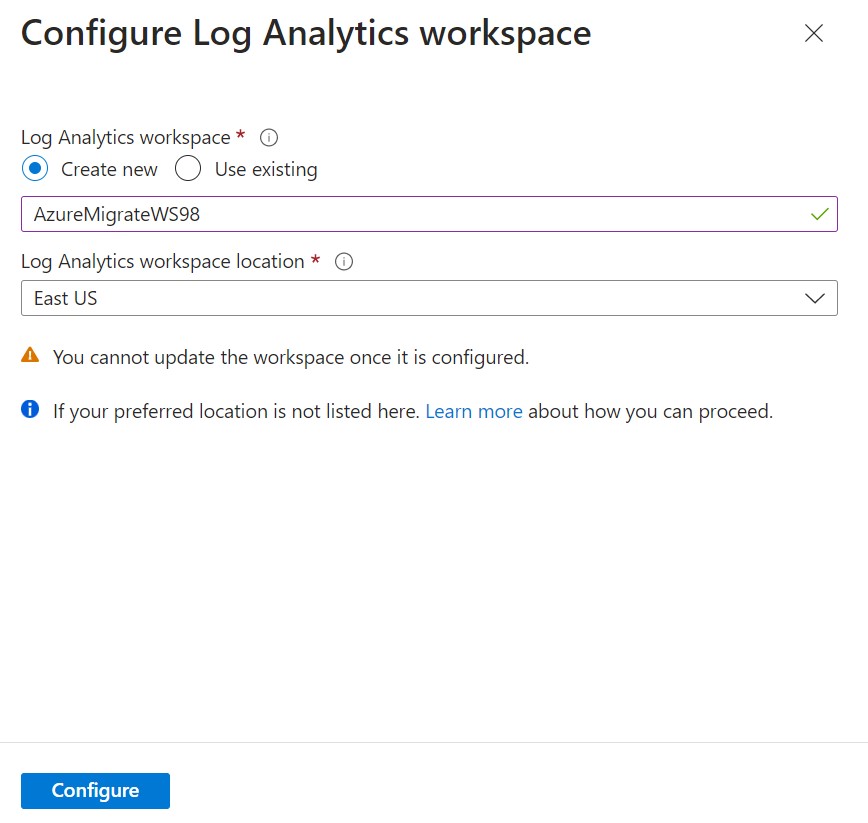 Configure Log Analytics workspace
Log Analytics workspace *
Create new Use existing
AzureMigrateWS98
Log Analytics workspace location *
East US
You cannot update the workspace once it is configured.
If your preferred location is not listed here. Learn more about how you can proceed.
Configure